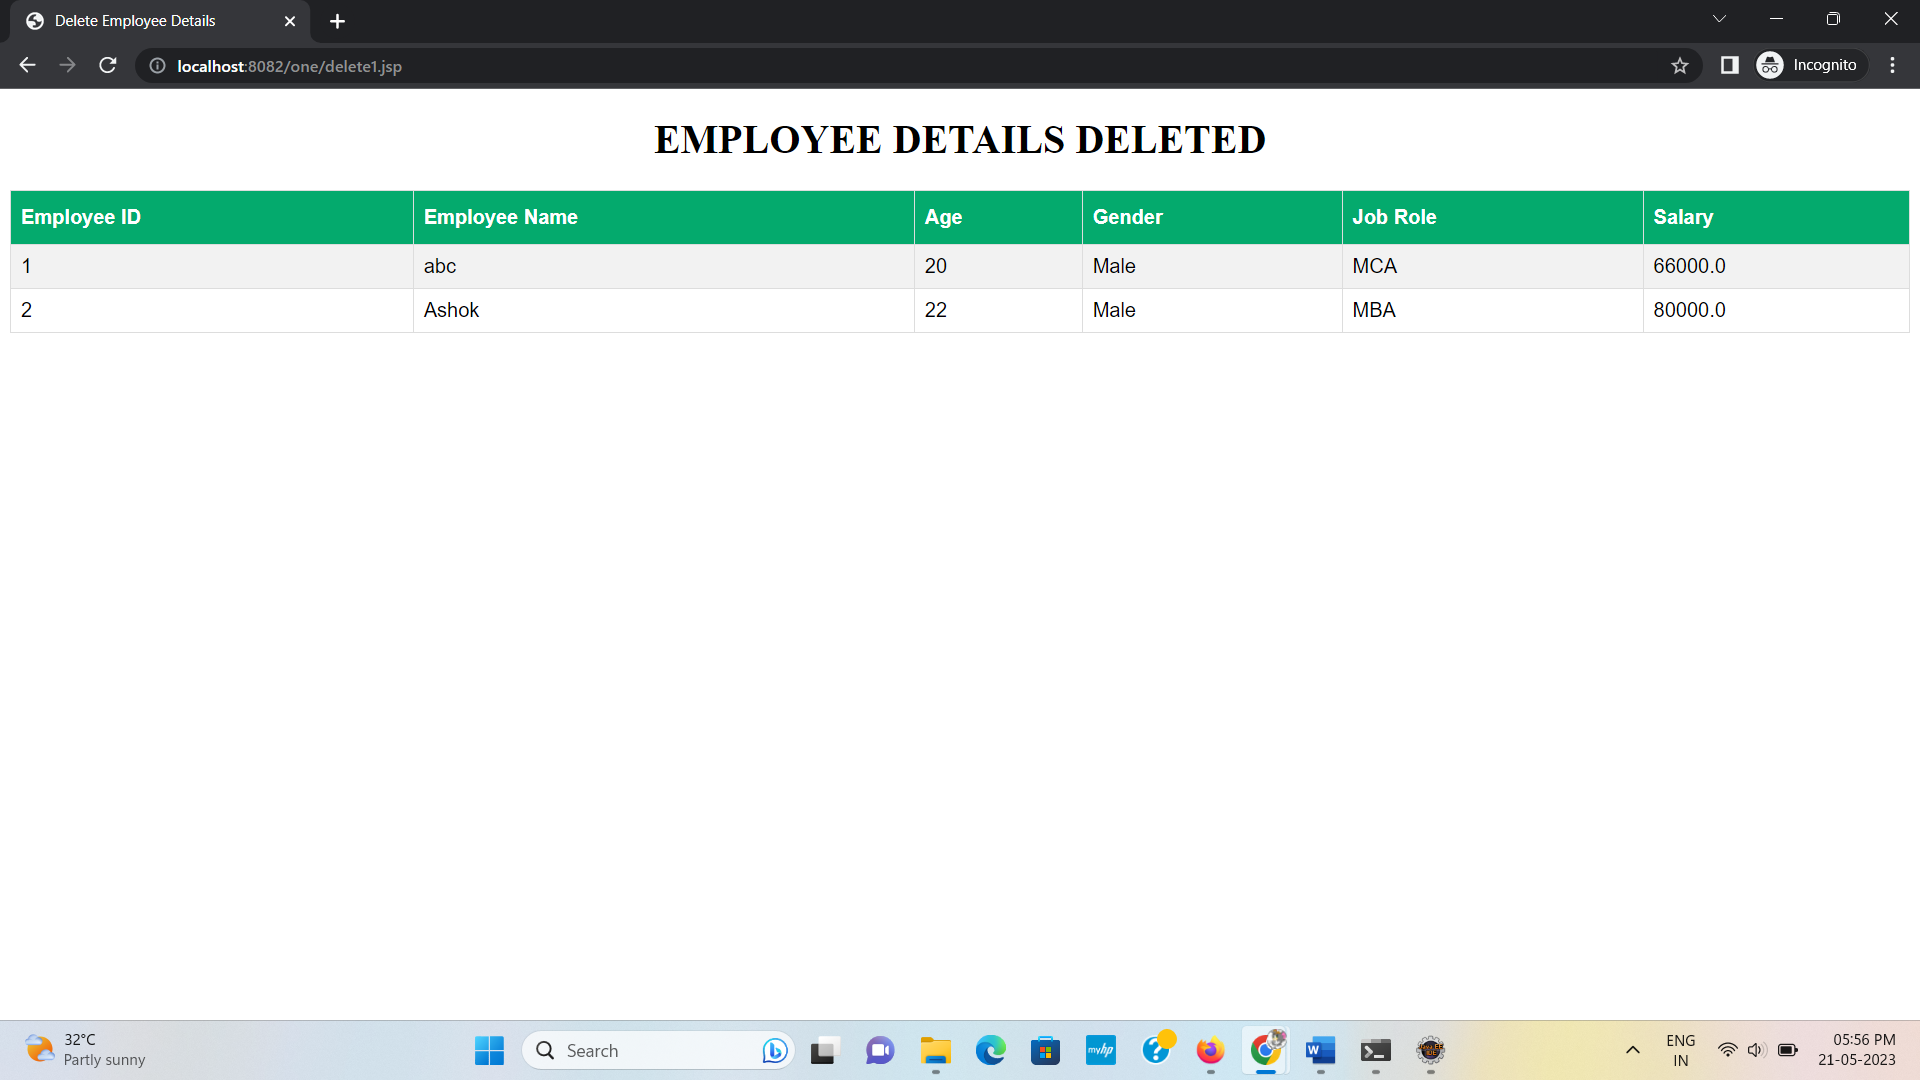 Delete Employee Details
localhost:8082/one/delete1.jsp
Incognito
EMPLOYEE DETAILS DELETED
Employee ID Employee Name Age Gender Job Role Salary
1 abc 20 Male MCA 66000.0
2 Ashok 22 Male MBA 80000.0
32°C
Partly sunny
Search
myhp
W
ENG
IN
05:56 PM
21-05-2023